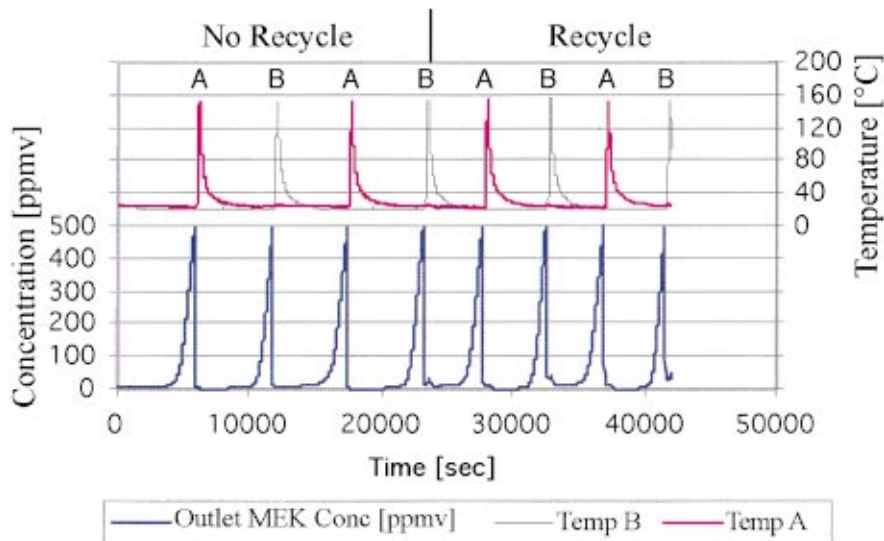 No Recycle Recycle
A B A B A B A B
200
160
120
80
40
0
Temperature [°C]
500
400
300
200
100
0
Concentration [ppmv]
0 10000 20000 30000 40000 50000
Time [sec]
Outlet MEK Conc [ppmv] Temp B Temp A